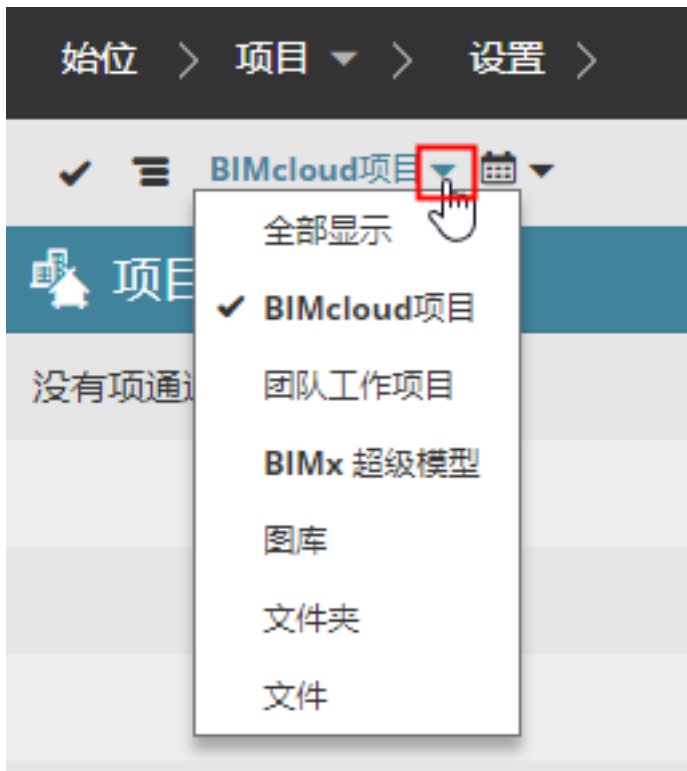 始位 项目 设置
BIMcloud项目
项目
没有项通过
全部显示
BIMcloud项目
团队工作项目
BIMx 超级模型
图库
文件夹
文件